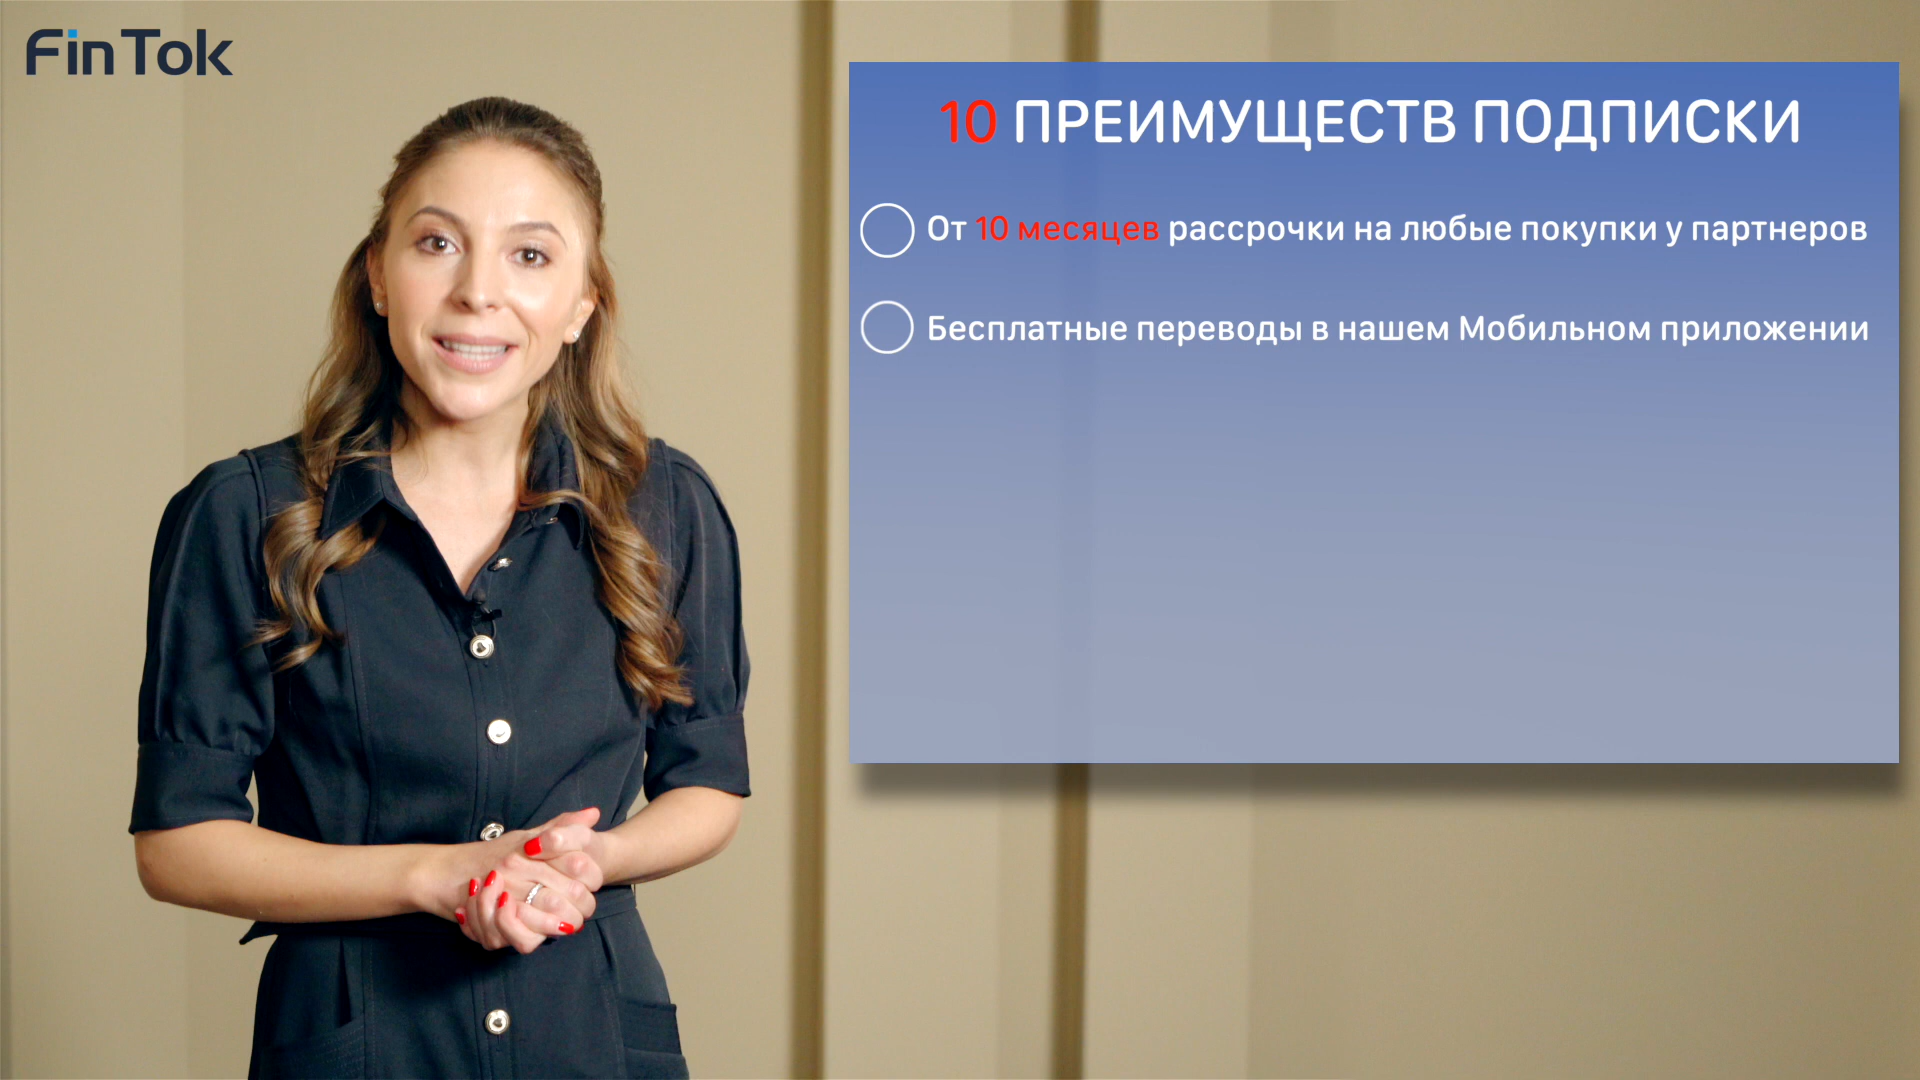 FinTok
10 ПРЕИМУЩЕСТВ ПОДПИСКИ
От 10 месяцев рассрочки на любые покупки у партнеров
Бесплатные переводы в нашем Мобильном приложении